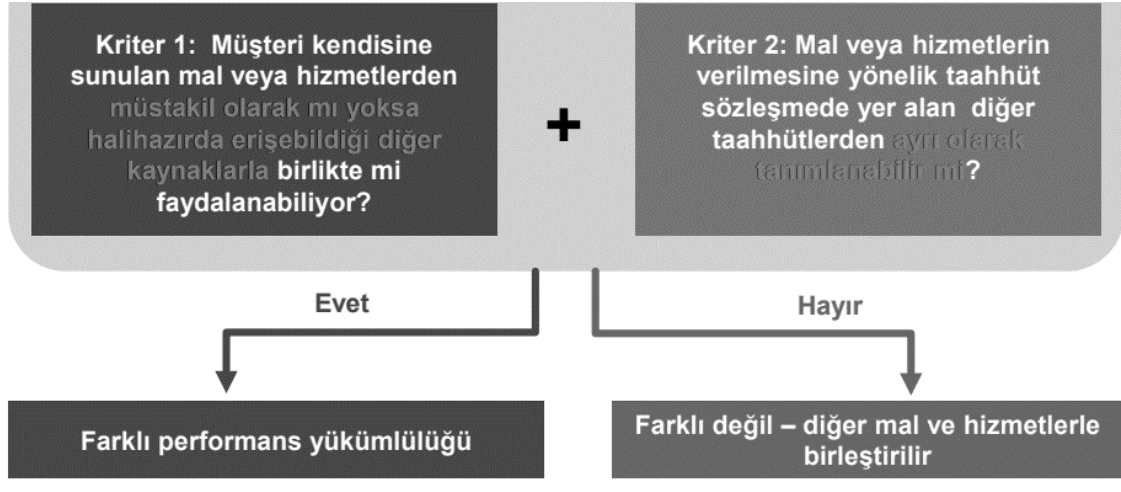 Kriter 1:  Müşteri kendisine
sunulan mal veya hizmetlerden
müstakil olarak mı yoksa
halihazırda erişebildiği diğer
kaynaklarla birlikte mi
faydalanabiliyor?
+
Kriter 2: Mal veya hizmetlerin
verilmesine yönelik taahhüt
sözleşmede yer alan  diğer
taahhütlerden ayrı olarak
tanımlanabilir mi?
Evet
Hayır
Farklı performans yükümlülüğü
Farklı değil – diğer mal ve hizmetlerle
birleştirilir